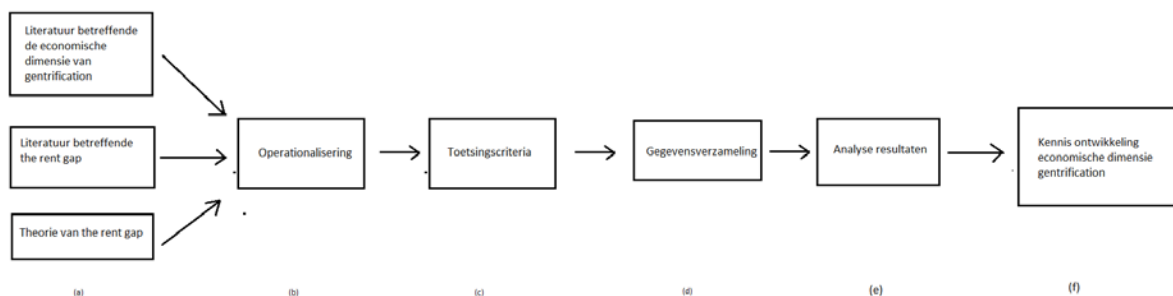 Literatuur betreffende
de economische
dimensie van
gentrification
Literatuur betreffende
the rent gap
Theorie van the rent gap
Operationalisering
Toetsingscriteria
Gegevensverzameling
Analyse resultaten
Kennis ontwikkeling
economische dimensie
gentrification
(a)
(b)
(c)
(d)
(e)
(f)